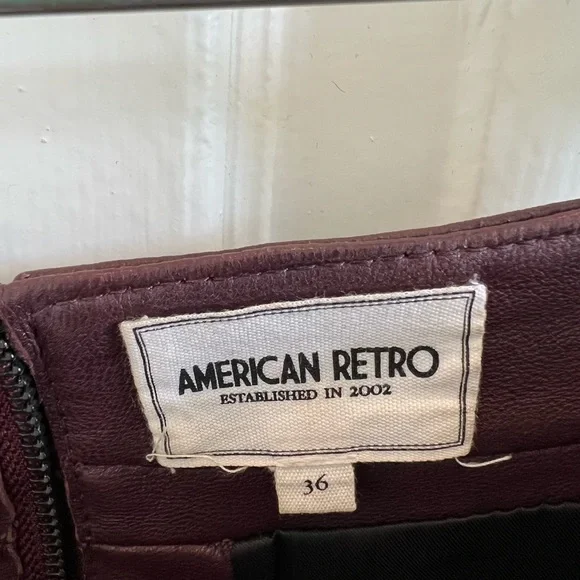 AMERICAN RETRO
ESTABLISHED IN 2002
36